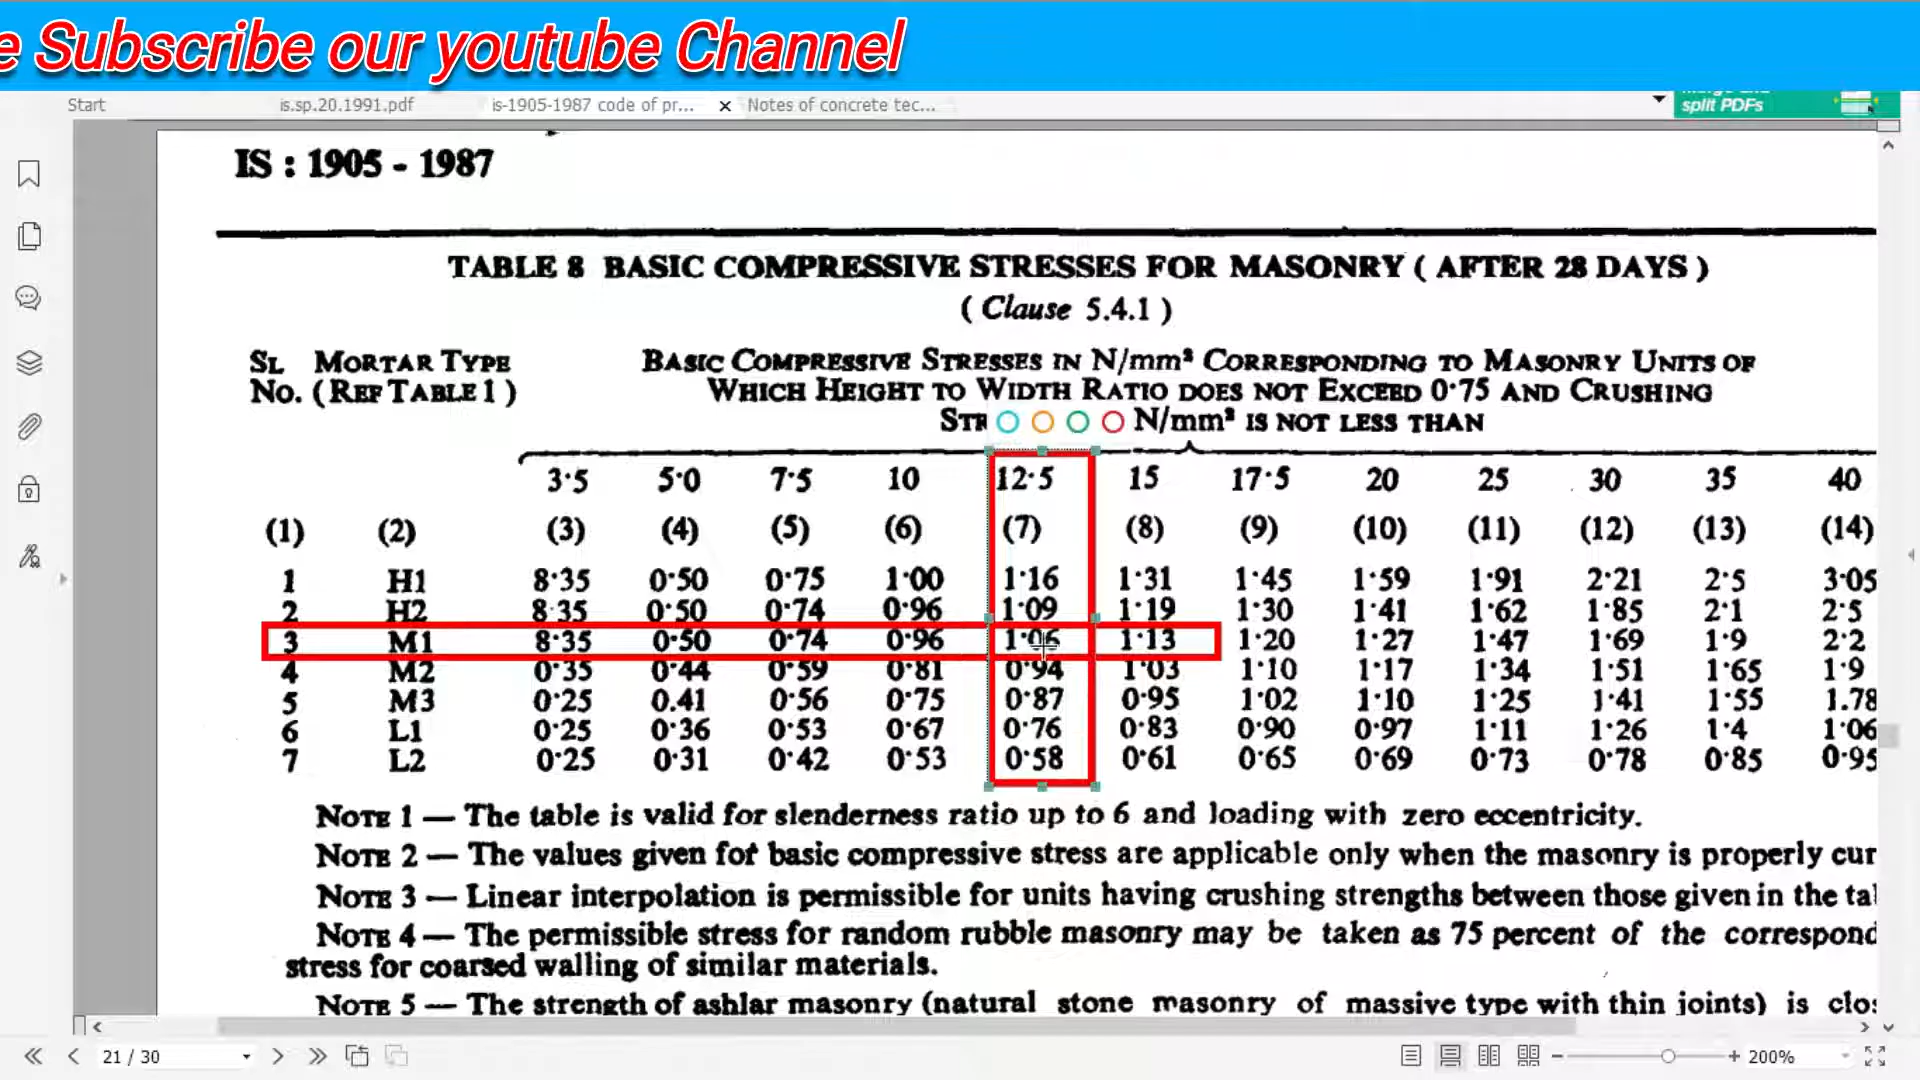 e Subscribe our youtube Channel
Start is.sp.20.1991.pdf is-1905-1987 code of pr... Notes of concrete tec...
split PDFs
IS : 1905 - 1987
TABLE 8 BASIC COMPRESSIVE STRESSES FOR MASONRY ( AFTER 28 DAYS )
( Clause 5.4.1 )
SL MORTAR TYPE BASIC COMPRESSIVE STRESSES IN N/mm² CORRESPONDING TO MASONRY UNITS OF
No. ( REF TABLE 1 ) WHICH HEIGHT TO WIDTH RATIO DOES NOT EXCEED 0·75 AND CRUSHING
STR N/mm² IS NOT LESS THAN
3·5 5·0 7·5 10 12·5 15 17·5 20 25 30 35 40
(1) (2) (3) (4) (5) (6) (7) (8) (9) (10) (11) (12) (13) (14)
1 H1 8·35 0·50 0·75 1·00 1·16 1·31 1·45 1·59 1·91 2·21 2·5 3·05
2 H2 8·35 0·50 0·74 0·96 1·09 1·19 1·30 1·41 1·62 1·85 2·1 2·5
3 M1 8·35 0·50 0·74 0·96 1·06 1·13 1·20 1·27 1·47 1·69 1·9 2·2
4 M2 0·35 0·44 0·59 0·81 0·94 1·03 1·10 1·17 1·34 1·51 1·65 1·9
5 M3 0·25 0.41 0·56 0·75 0·87 0·95 1·02 1·10 1·25 1·41 1·55 1.78
6 L1 0·25 0·36 0·53 0·67 0·76 0·83 0·90 0·97 1·11 1·26 1·4 1·06
7 L2 0·25 0·31 0·42 0·53 0·58 0·61 0·65 0·69 0·73 0·78 0·85 0·95
NOTE 1 — The table is valid for slenderness ratio up to 6 and loading with zero eccentricity.
NOTE 2 — The values given for basic compressive stress are applicable only when the masonry is properly cur
NOTE 3 — Linear interpolation is permissible for units having crushing strengths between those given in the ta
NOTE 4 — The permissible stress for random rubble masonry may be taken as 75 percent of the correspond
stress for coarsed walling of similar materials.
NOTE 5 — The strength of ashlar masonry (natural stone masonry of massive type with thin joints) is clo
21 / 30 200%